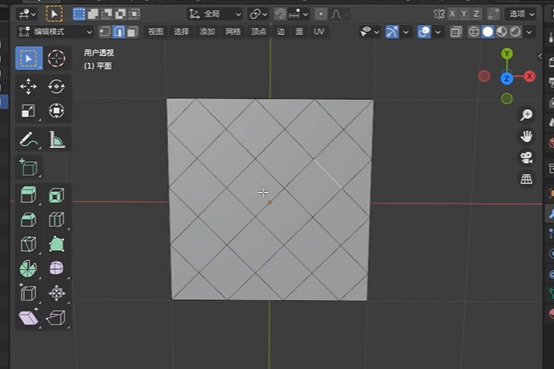 全局
X Y Z
选项
编辑模式
视图 选择 添加 网格 顶点 边 面 UV
用户透视
(1) 平面
Y
X
Z